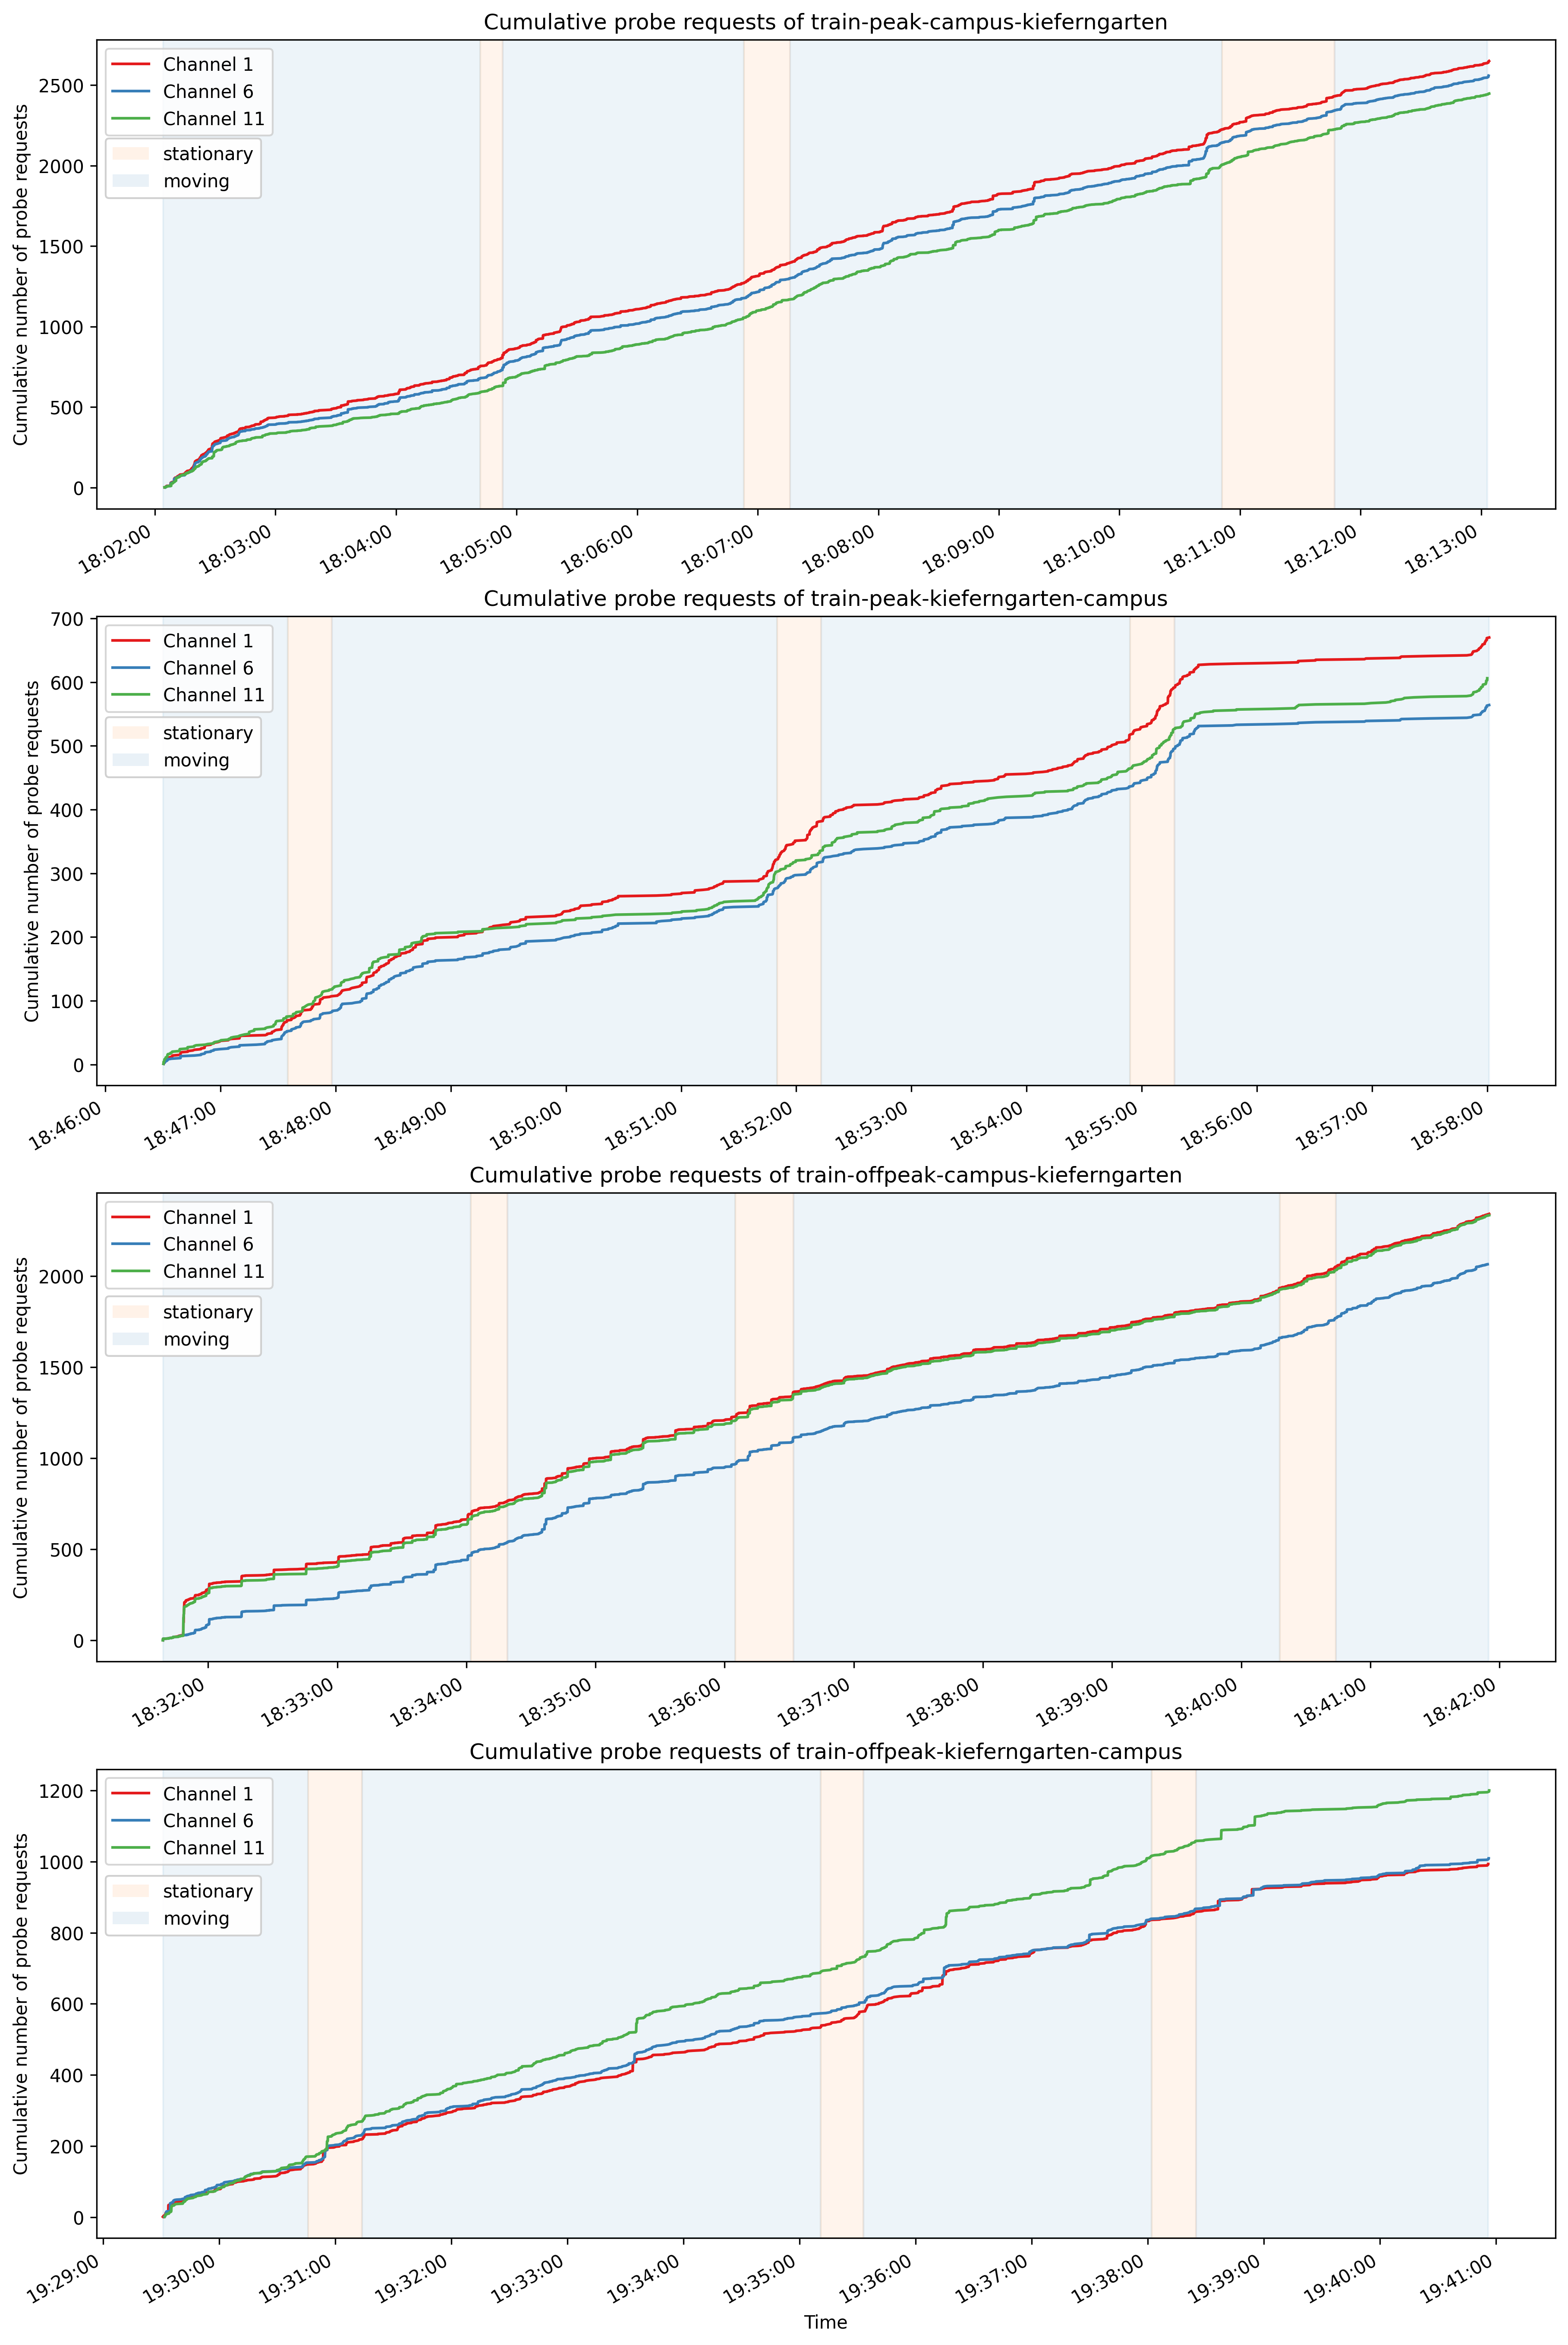 Cumulative probe requests of train-peak-campus-kieferngarten
Cumulative number of probe requests
2500
2000
1500
1000
500
0
Channel 1
Channel 6
Channel 11
stationary
moving
18:02:00 18:03:00 18:04:00 18:05:00 18:06:00 18:07:00 18:08:00 18:09:00 18:10:00 18:11:00 18:12:00 18:13:00
Cumulative probe requests of train-peak-kieferngarten-campus
Cumulative number of probe requests
700
600
500
400
300
200
100
0
Channel 1
Channel 6
Channel 11
stationary
moving
18:46:00 18:47:00 18:48:00 18:49:00 18:50:00 18:51:00 18:52:00 18:53:00 18:54:00 18:55:00 18:56:00 18:57:00 18:58:00
Cumulative probe requests of train-offpeak-campus-kieferngarten
Cumulative number of probe requests
2000
1500
1000
500
0
Channel 1
Channel 6
Channel 11
stationary
moving
18:32:00 18:33:00 18:34:00 18:35:00 18:36:00 18:37:00 18:38:00 18:39:00 18:40:00 18:41:00 18:42:00
Cumulative probe requests of train-offpeak-kieferngarten-campus
Cumulative number of probe requests
1200
1000
800
600
400
200
0
Channel 1
Channel 6
Channel 11
stationary
moving
19:29:00 19:30:00 19:31:00 19:32:00 19:33:00 19:34:00 19:35:00 19:36:00 19:37:00 19:38:00 19:39:00 19:40:00 19:41:00
Time